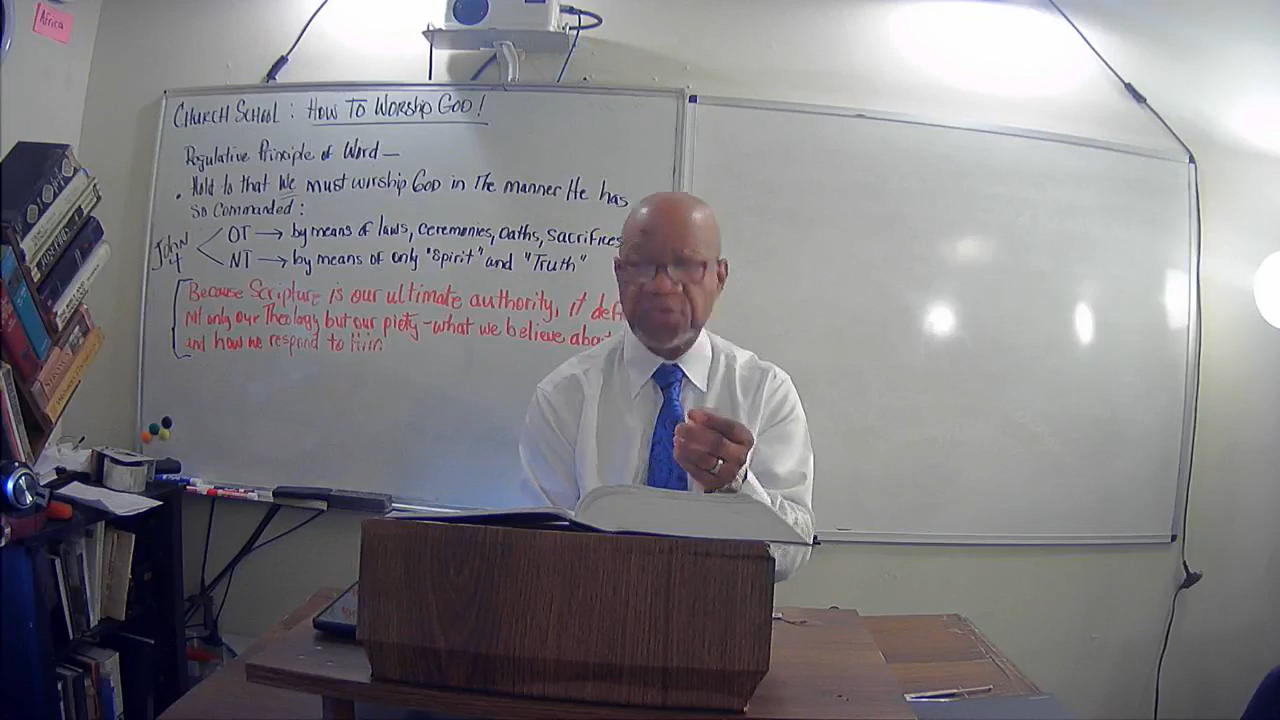 Africa
CHURCH SCHOOL : HOW TO WORSHIP GOD!
Regulative Principle of Word —
• Hold to that We must worship God in The manner He has
So Commanded:
JOHN 4
OT → by means of laws, ceremonies, oaths, sacrifices
NT → by means of only "Spirit" and "Truth"
Because Scripture is our ultimate authority, it def
not only our Theology but our piety - what we believe abo
and how we respond to Him.